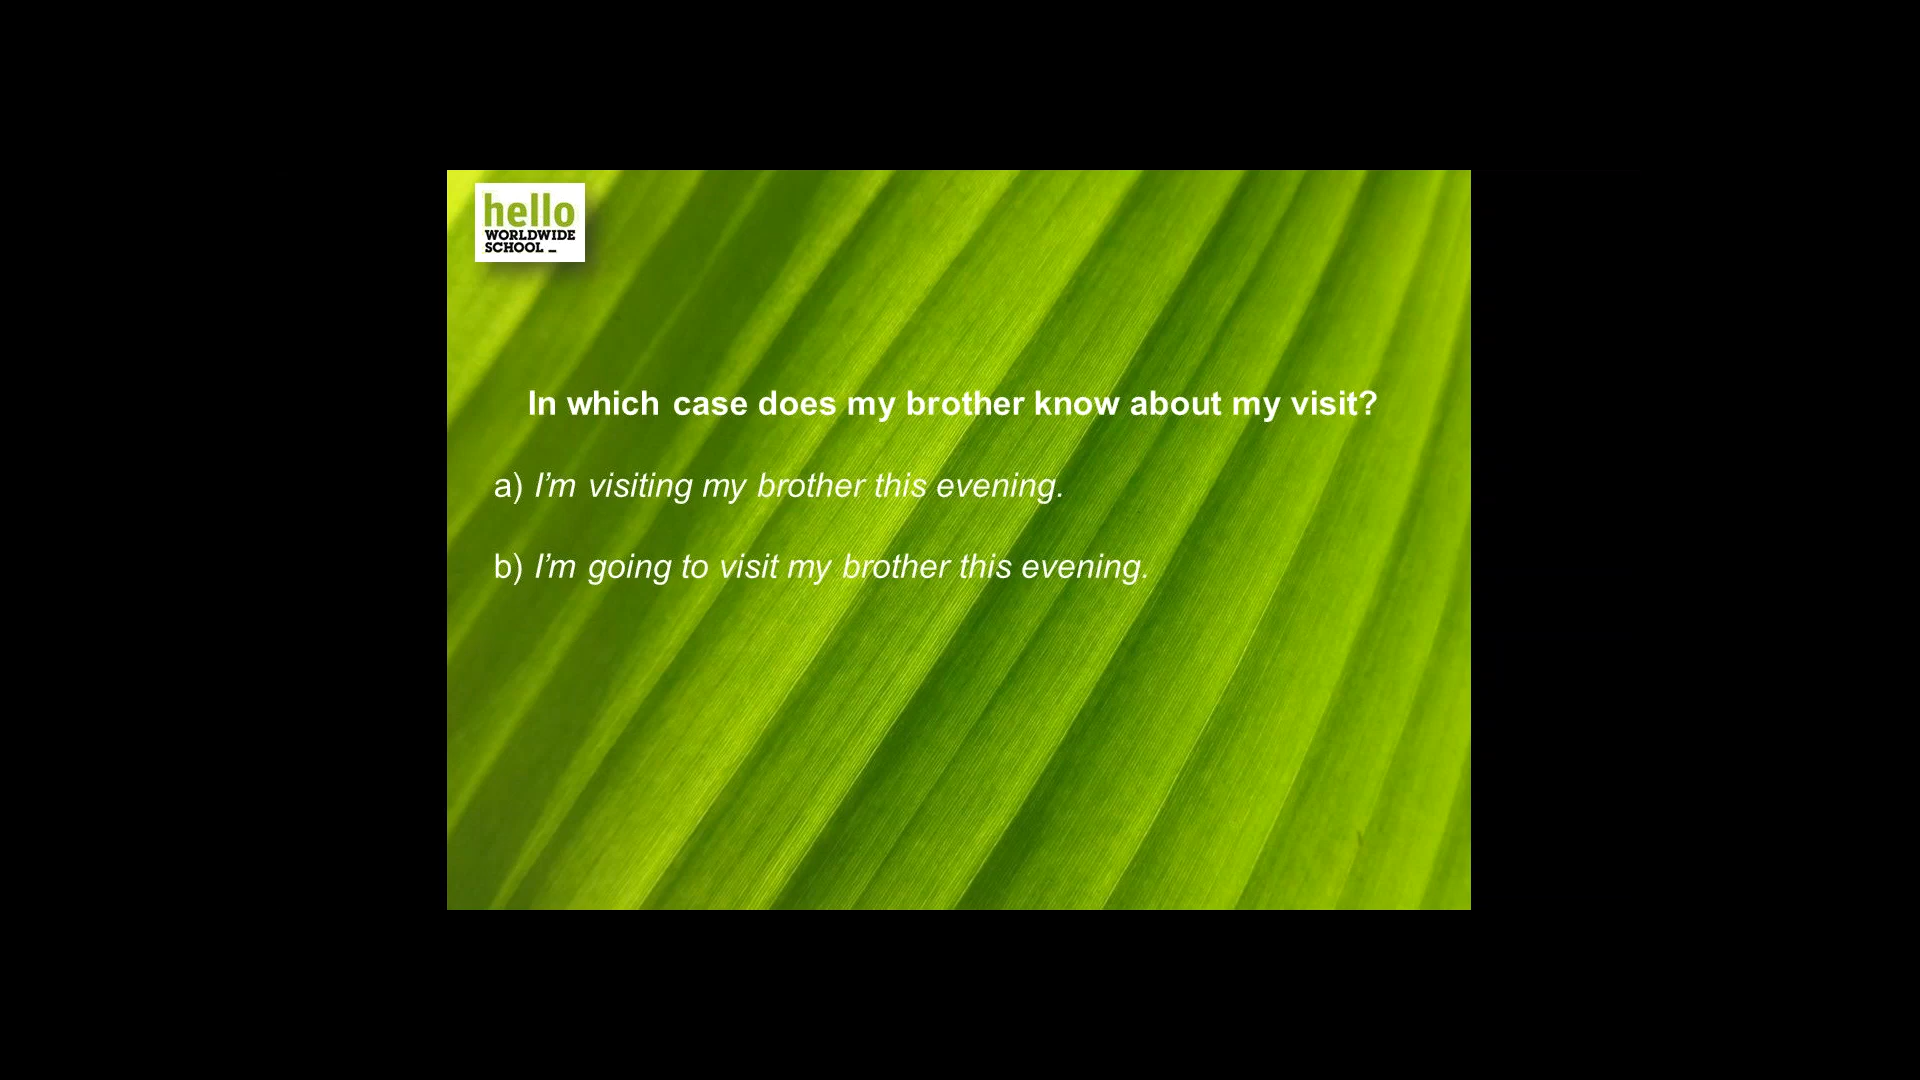 hello
WORLDWIDE
SCHOOL _
In which case does my brother know about my visit?
a) I’m visiting my brother this evening.
b) I’m going to visit my brother this evening.